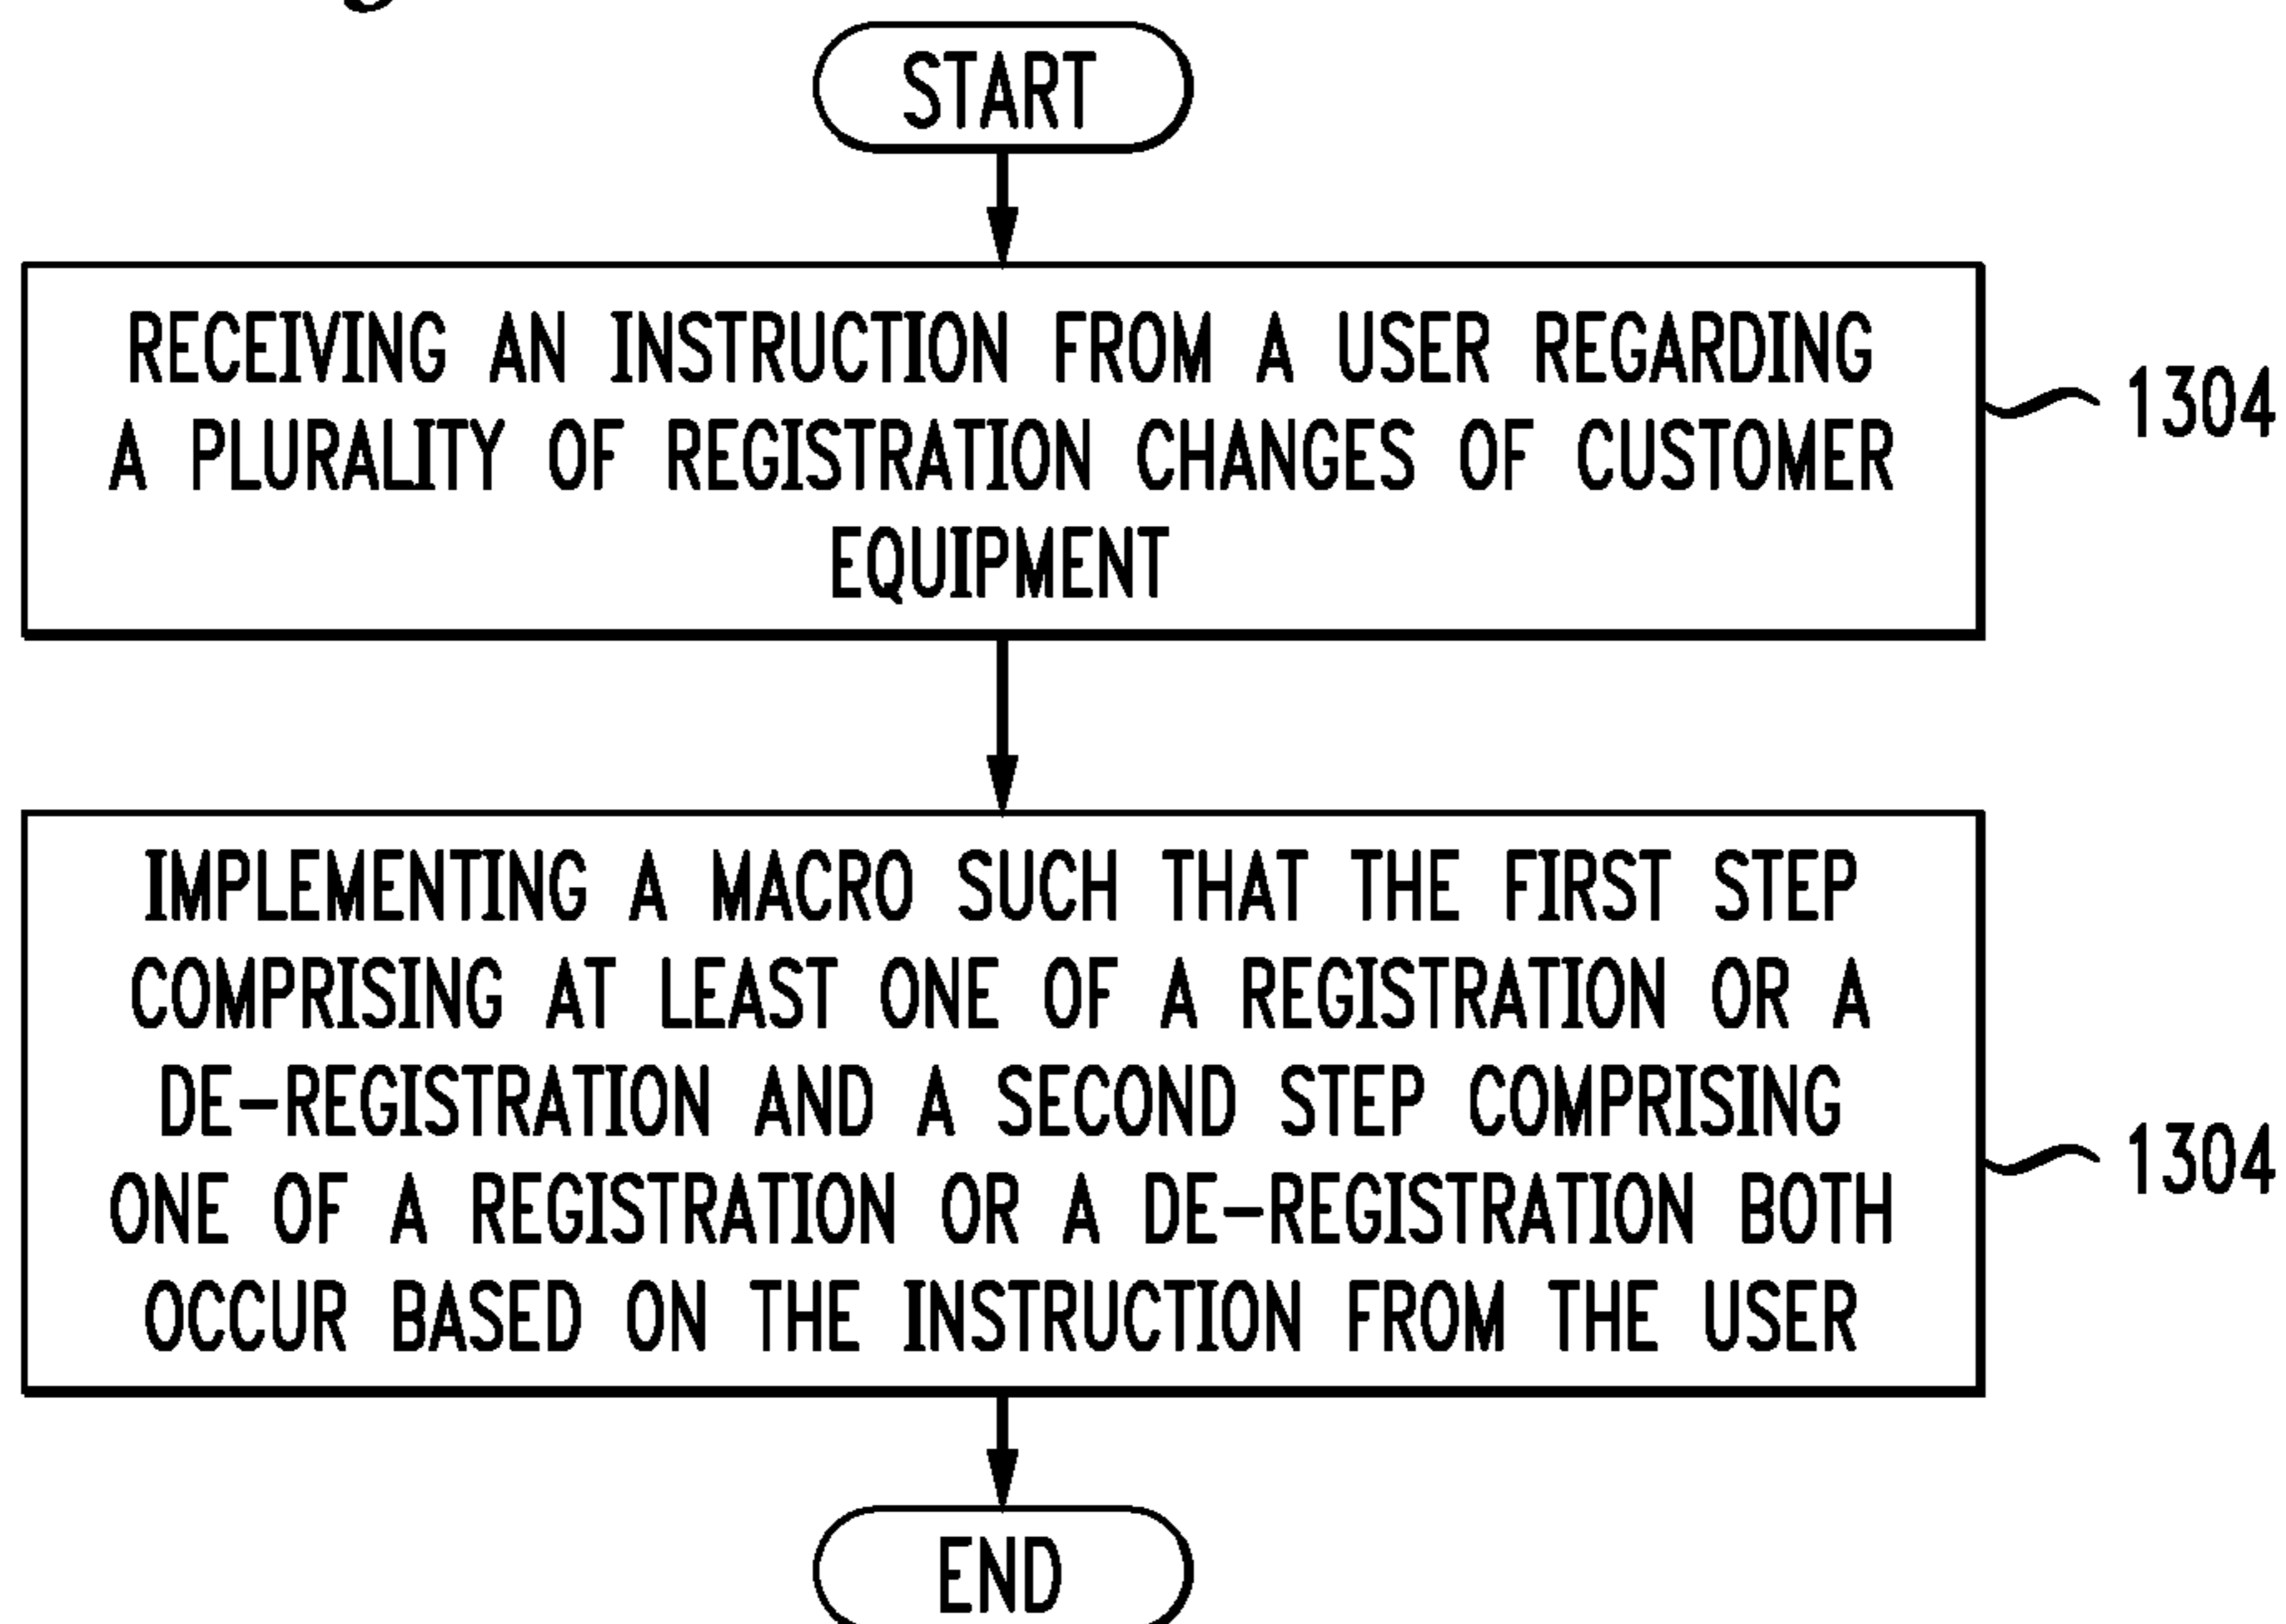 START
RECEIVING AN INSTRUCTION FROM A USER REGARDING
A PLURALITY OF REGISTRATION CHANGES OF CUSTOMER
EQUIPMENT
1304
IMPLEMENTING A MACRO SUCH THAT THE FIRST STEP
COMPRISING AT LEAST ONE OF A REGISTRATION OR A
DE-REGISTRATION AND A SECOND STEP COMPRISING
ONE OF A REGISTRATION OR A DE-REGISTRATION BOTH
OCCUR BASED ON THE INSTRUCTION FROM THE USER
1304
END